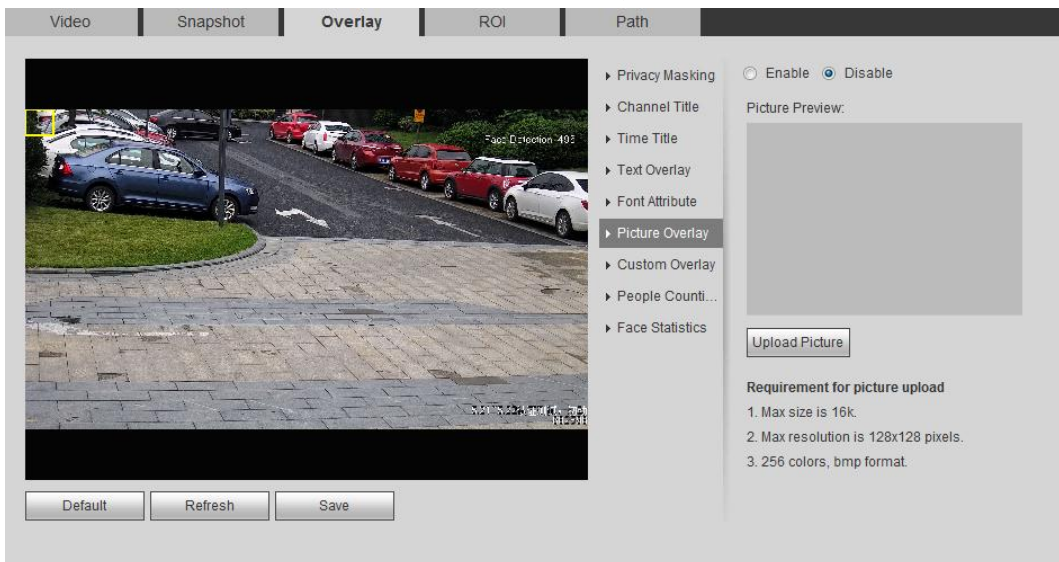 Video
Snapshot
Overlay
ROI
Path
Face Detection
Privacy Masking
Channel Title
Time Title
Text Overlay
Font Attribute
Picture Overlay
Custom Overlay
People Counti...
Face Statistics
Enable
Disable
Picture Preview:
Upload Picture
Requirement for picture upload
1. Max size is 16k.
2. Max resolution is 128x128 pixels.
3. 256 colors, bmp format.
Default
Refresh
Save